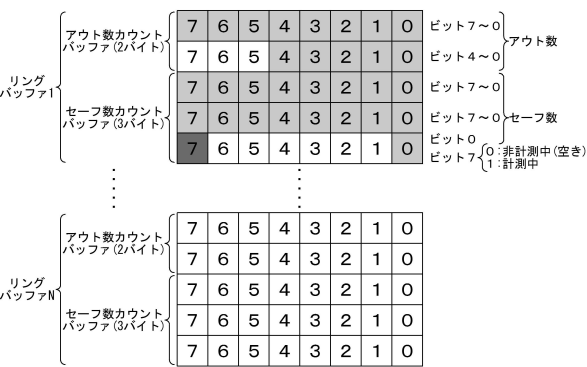 アウト数カウント
バッファ(2バイト)
7 6 5 4 3 2 1 0 ビット7～0
7 6 5 4 3 2 1 0 ビット4～0
アウト数
リング
バッファ1
セーフ数カウント
バッファ(3バイト)
7 6 5 4 3 2 1 0 ビット7～0
7 6 5 4 3 2 1 0 ビット7～0
セーフ数
7 6 5 4 3 2 1 0 ビット0
ビット7
0:非計測中(空き)
1:計測中
アウト数カウント
バッファ(2バイト)
7 6 5 4 3 2 1 0
7 6 5 4 3 2 1 0
リング
バッファN
セーフ数カウント
バッファ(3バイト)
7 6 5 4 3 2 1 0
7 6 5 4 3 2 1 0
7 6 5 4 3 2 1 0